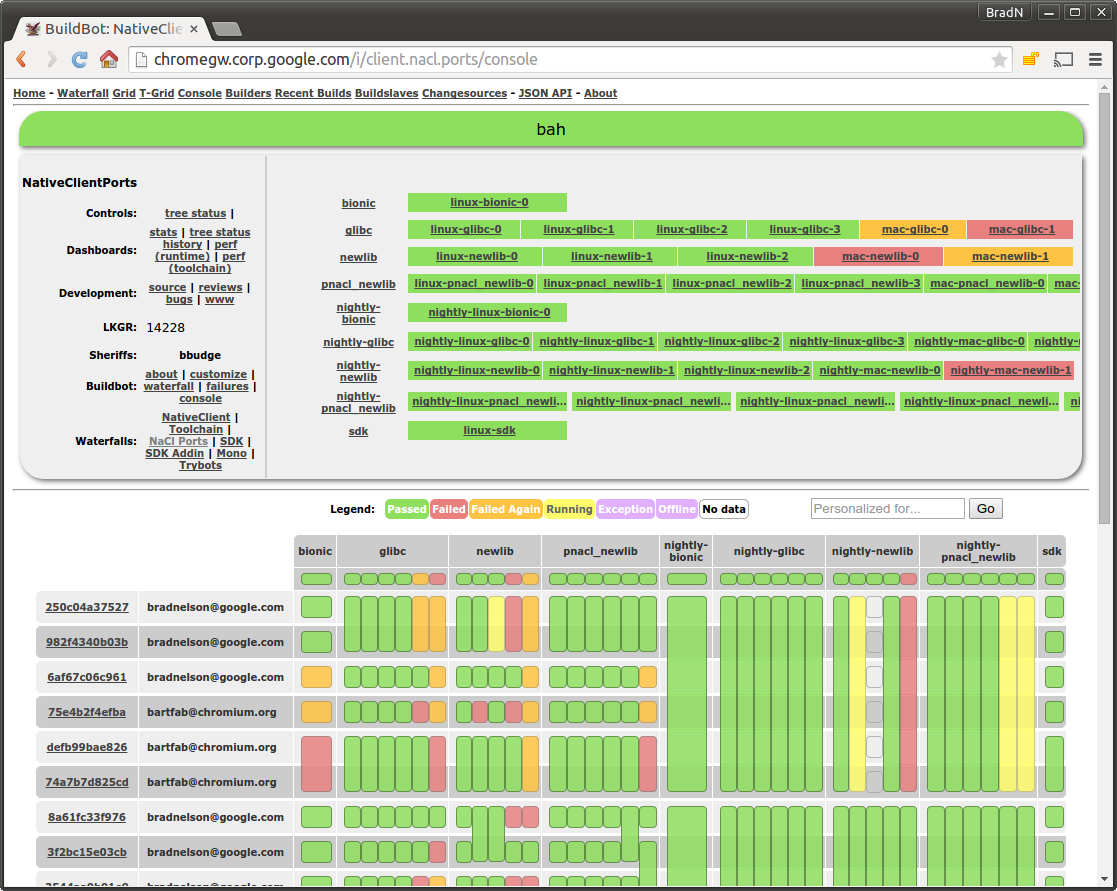 BradN
BuildBot: NativeClie
chromegw.corp.google.com/i/client.nacl.ports/console
Home - Waterfall Grid T-Grid Console Builders Recent Builds Buildslaves Changesources - JSON API - About
bah
NativeClientPorts
Controls: tree status |
Dashboards: stats | tree status
history | perf
(runtime) | perf
(toolchain)
Development: source | reviews |
bugs | www
LKGR: 14228
Sheriffs: bbudge
Buildbot: about | customize |
waterfall | failures |
console
Waterfalls: NativeClient |
Toolchain |
NaCl Ports | SDK |
SDK Addin | Mono |
Trybots
bionic linux-bionic-0
glibc linux-glibc-0 linux-glibc-1 linux-glibc-2 linux-glibc-3 mac-glibc-0 mac-glibc-1
newlib linux-newlib-0 linux-newlib-1 linux-newlib-2 mac-newlib-0 mac-newlib-1
pnacl_newlib linux-pnacl_newlib-0 linux-pnacl_newlib-1 linux-pnacl_newlib-2 linux-pnacl_newlib-3 mac-pnacl_newlib-0 mac-
nightly-
bionic nightly-linux-bionic-0
nightly-glibc nightly-linux-glibc-0 nightly-linux-glibc-1 nightly-linux-glibc-2 nightly-linux-glibc-3 nightly-mac-glibc-0 nightly-
nightly-
newlib nightly-linux-newlib-0 nightly-linux-newlib-1 nightly-linux-newlib-2 nightly-mac-newlib-0 nightly-mac-newlib-1
nightly-
pnacl_newlib nightly-linux-pnacl_newli... nightly-linux-pnacl_newli... nightly-linux-pnacl_newli... nightly-linux-pnacl_newli... ni
sdk linux-sdk
Legend: Passed Failed Failed Again Running Exception Offline No data
Personalized for... Go
bionic glibc newlib pnacl_newlib nightly-
bionic nightly-glibc nightly-newlib nightly-
pnacl_newlib sdk
250c04a37527 bradnelson@google.com
982f4340b03b bradnelson@google.com
6af67c06c961 bradnelson@google.com
75e4b2f4efba bartfab@chromium.org
defb99bae826 bartfab@chromium.org
74a7b7d825cd bartfab@chromium.org
8a61fc33f976 bradnelson@google.com
3f2bc15e03cb bradnelson@google.com